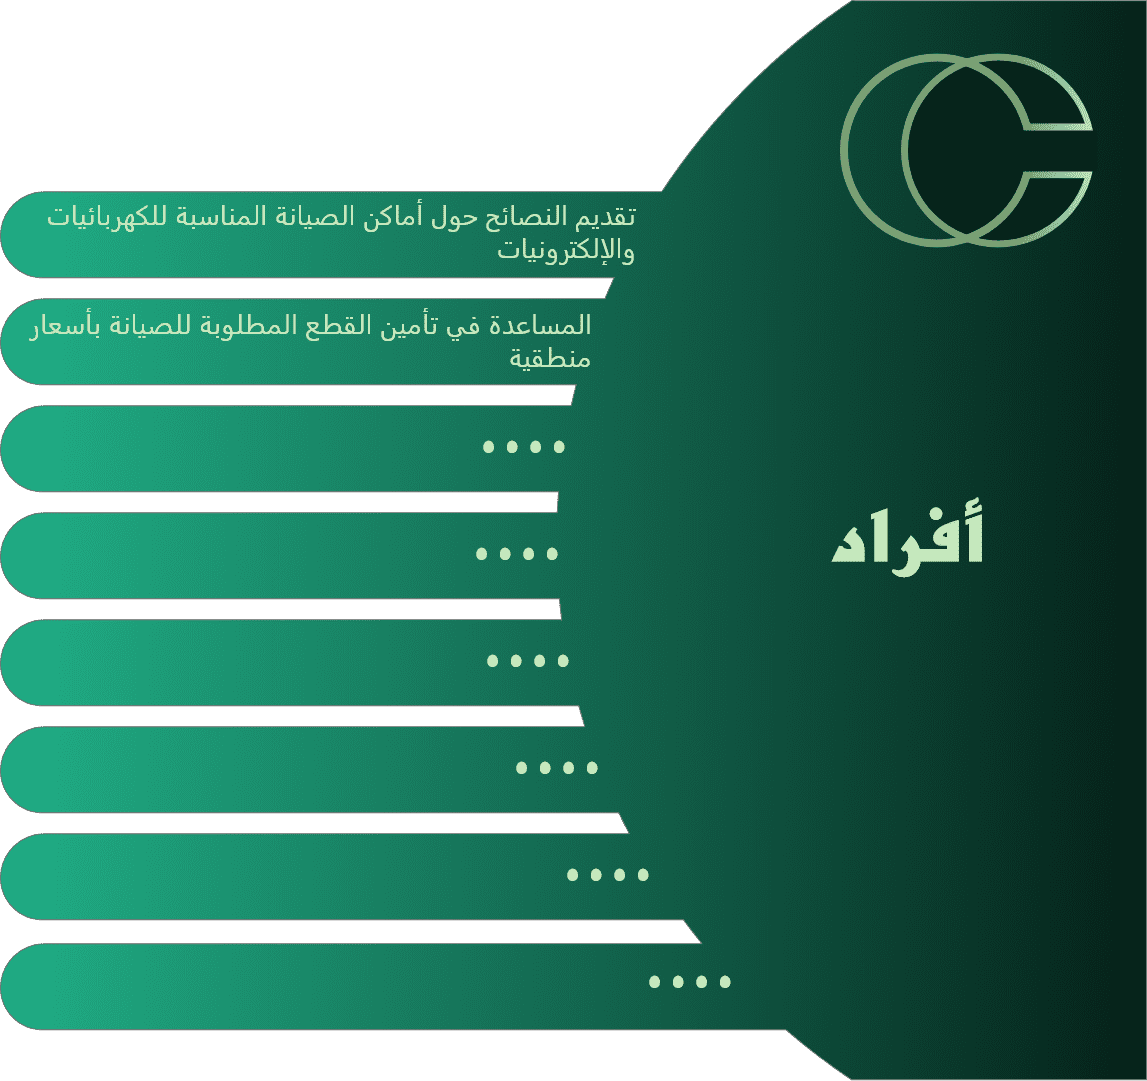 تقديم النصائح حول أماكن الصيانة المناسبة للكهربائيات
والإلكترونيات
المساعدة في تأمين القطع المطلوبة للصيانة بأسعار
منطقية
....
....
أفراد
....
....
....
....